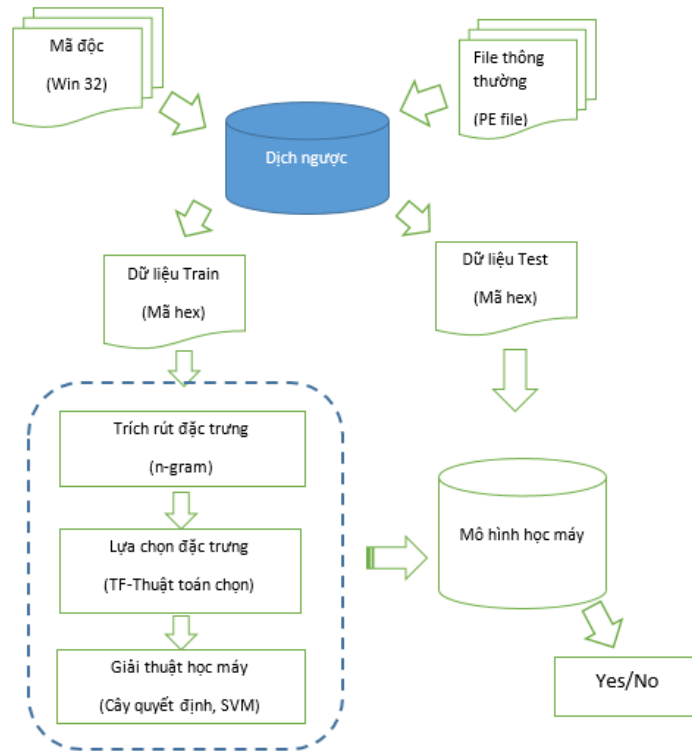 Mã độc
(Win 32)
File thông
thường
(PE file)
Dịch ngược
Dữ liệu Train
(Mã hex)
Dữ liệu Test
(Mã hex)
Trích rút đặc trưng
(n-gram)
Lựa chọn đặc trưng
(TF-Thuật toán chọn)
Giải thuật học máy
(Cây quyết định, SVM)
Mô hình học máy
Yes/No